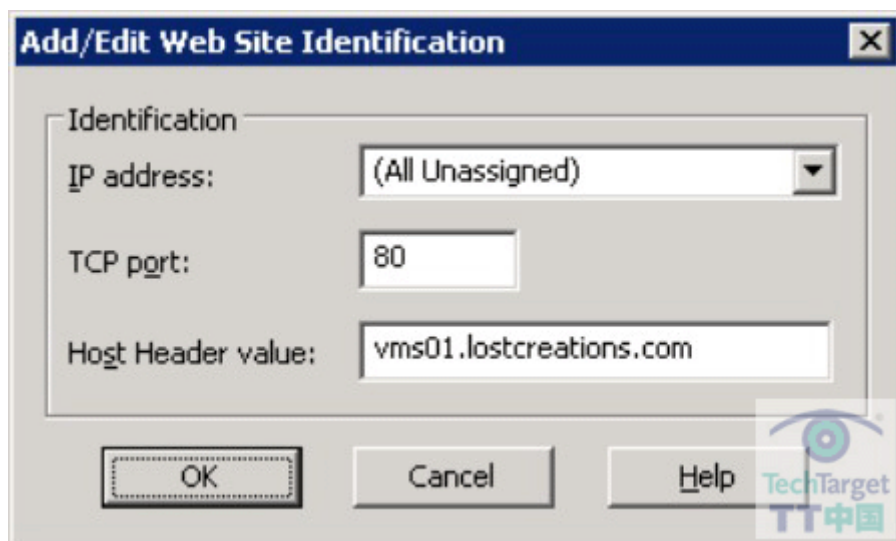 Add/Edit Web Site Identification
Identification
IP address: (All Unassigned)
TCP port: 80
Host Header value: vms01.lostcreations.com
OK Cancel Help
TechTarget
TT中国